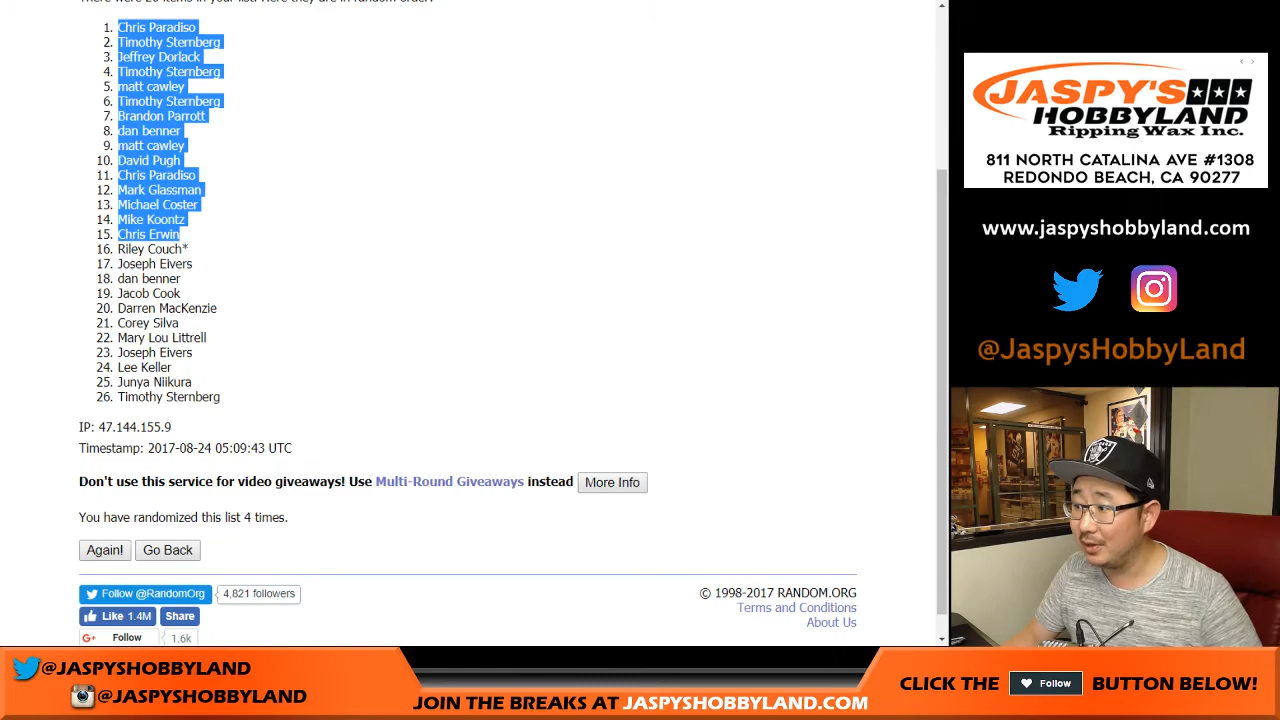 1. Chris Paradiso
2. Timothy Sternberg
3. Jeffrey Dorlack
4. Timothy Sternberg
5. matt cawley
6. Timothy Sternberg
7. Brandon Parrott
8. dan benner
9. matt cawley
10. David Pugh
11. Chris Paradiso
12. Mark Glassman
13. Michael Coster
14. Mike Koontz
15. Chris Erwin
16. Riley Couch*
17. Joseph Eivers
18. dan benner
19. Jacob Cook
20. Darren MacKenzie
21. Corey Silva
22. Mary Lou Littrell
23. Joseph Eivers
24. Lee Keller
25. Junya Niikura
26. Timothy Sternberg
IP: 47.144.155.9
Timestamp: 2017-08-24 05:09:43 UTC
Don't use this service for video giveaways! Use Multi-Round Giveaways instead More Info
You have randomized this list 4 times.
Again! Go Back
Follow @RandomOrg 4,821 followers
Like 1.4M Share
G+ Follow 1.6k
© 1998-2017 RANDOM.ORG
Terms and Conditions
About Us
JASPY'S
HOBBYLAND
Ripping Wax Inc.
811 NORTH CATALINA AVE #1308
REDONDO BEACH, CA 90277
www.jaspyshobbyland.com
@JaspysHobbyLand
@JASPYSHOBBYLAND
@JASPYSHOBBYLAND
JOIN THE BREAKS AT JASPYSHOBBYLAND.COM
CLICK THE Follow BUTTON BELOW!